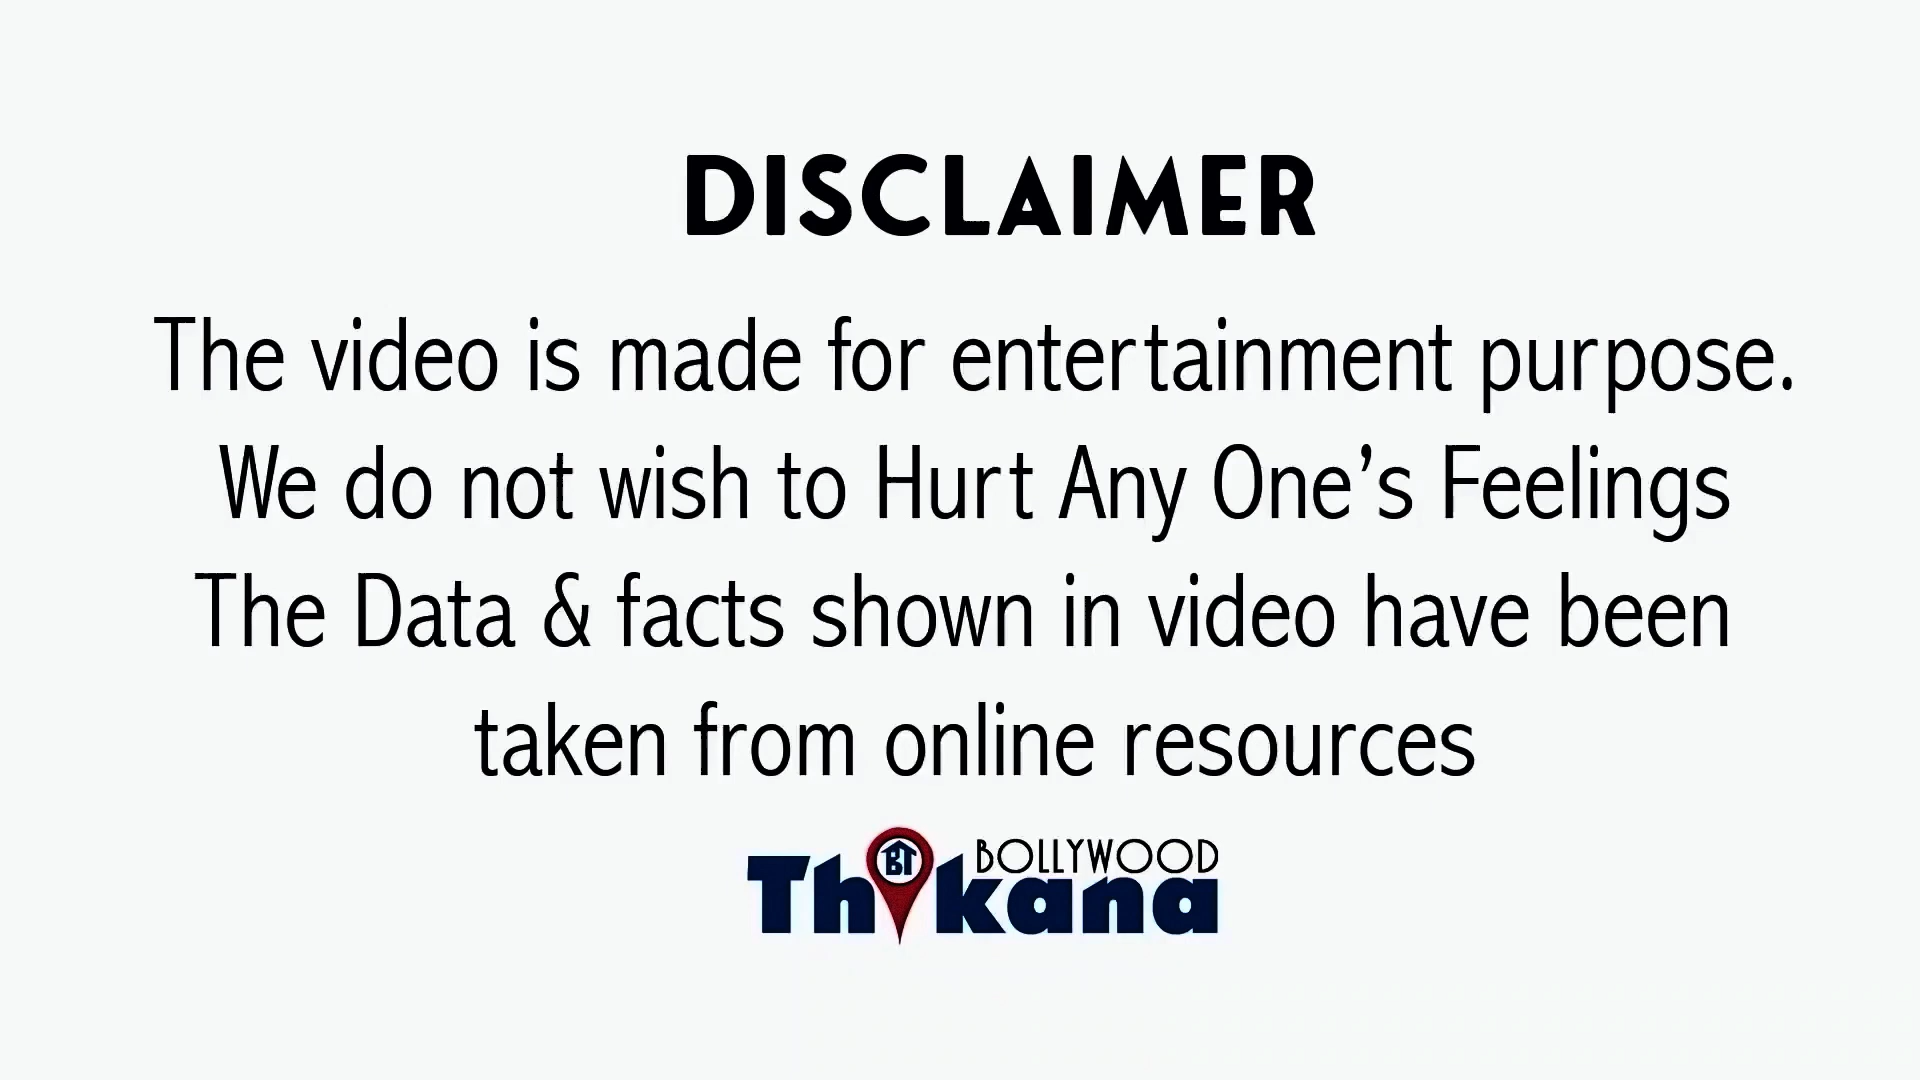 DISCLAIMER
The video is made for entertainment purpose.
We do not wish to Hurt Any One’s Feelings
The Data & facts shown in video have been
taken from online resources
BT
BOLLYWOOD
Thikana